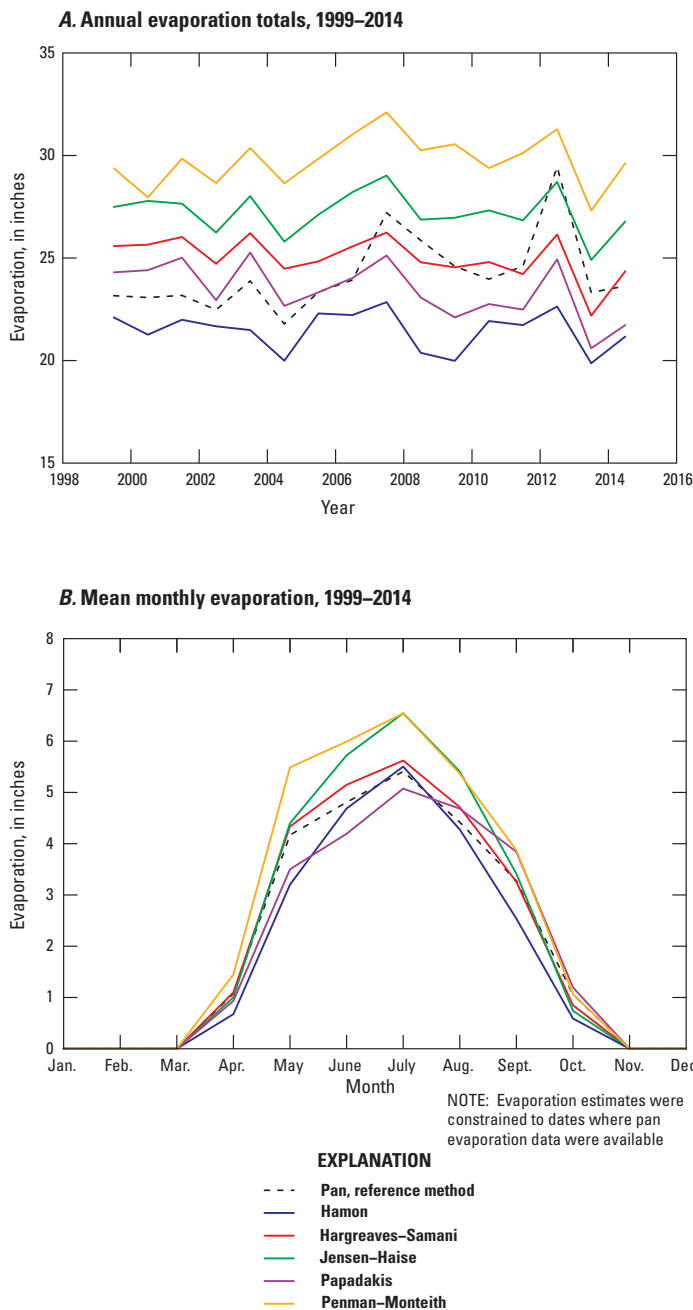 A. Annual evaporation totals, 1999–2014
35
30
25
20
15
Evaporation, in inches
1998 2000 2002 2004 2006 2008 2010 2012 2014 2016
Year
B. Mean monthly evaporation, 1999–2014
8
7
6
5
4
3
2
1
0
Evaporation, in inches
Jan. Feb. Mar. Apr. May June July Aug. Sept. Oct. Nov. Dec
Month
NOTE: Evaporation estimates were
constrained to dates where pan
evaporation data were available
EXPLANATION
Pan, reference method
Hamon
Hargreaves–Samani
Jensen–Haise
Papadakis
Penman–Monteith